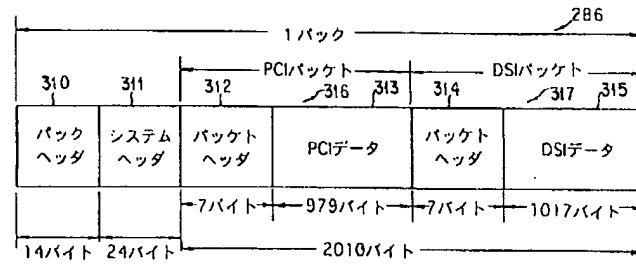 286
1パック
PCIパケット
DSIパケット
310
311
312
316
313
314
317
315
パック
ヘッダ
システム
ヘッダ
パケット
ヘッダ
PCIデータ
パケット
ヘッダ
DSIデータ
7バイト
979バイト
7バイト
1017バイト
14バイト
24バイト
2010バイト